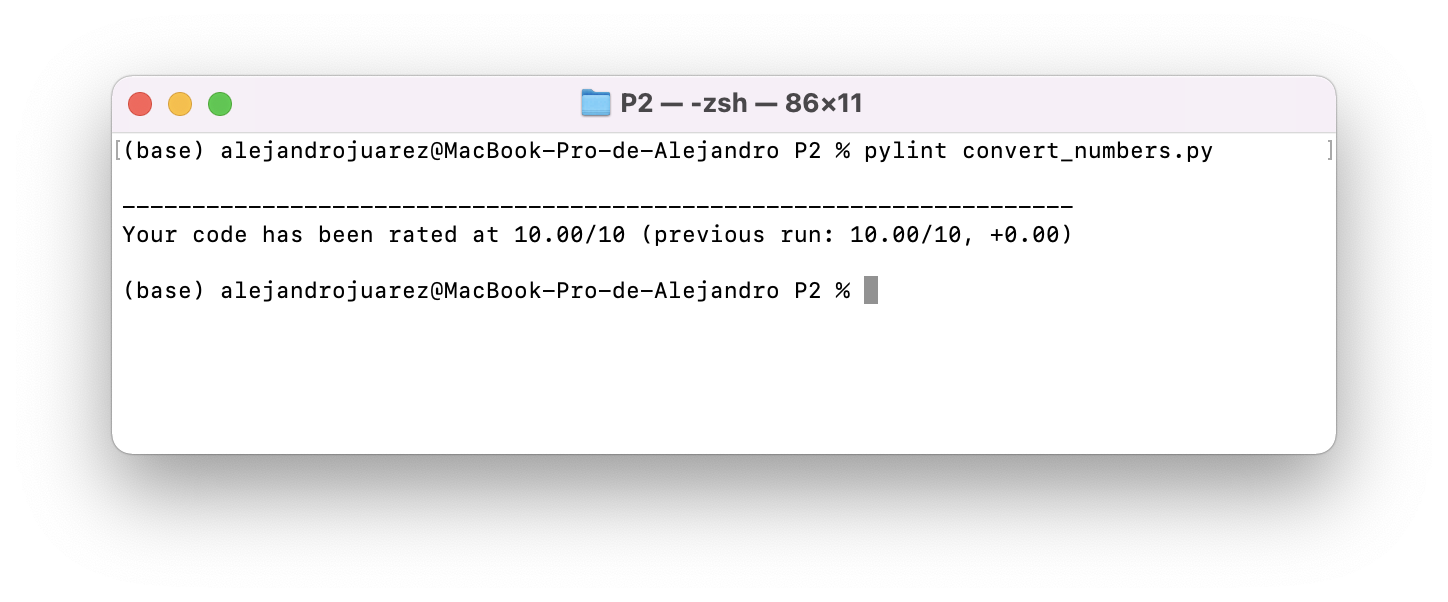 P2 — -zsh — 86×11
[(base) alejandrojuarez@MacBook-Pro-de-Alejandro P2 % pylint convert_numbers.py ]
--------------------------------------------------------------------
Your code has been rated at 10.00/10 (previous run: 10.00/10, +0.00)
(base) alejandrojuarez@MacBook-Pro-de-Alejandro P2 %